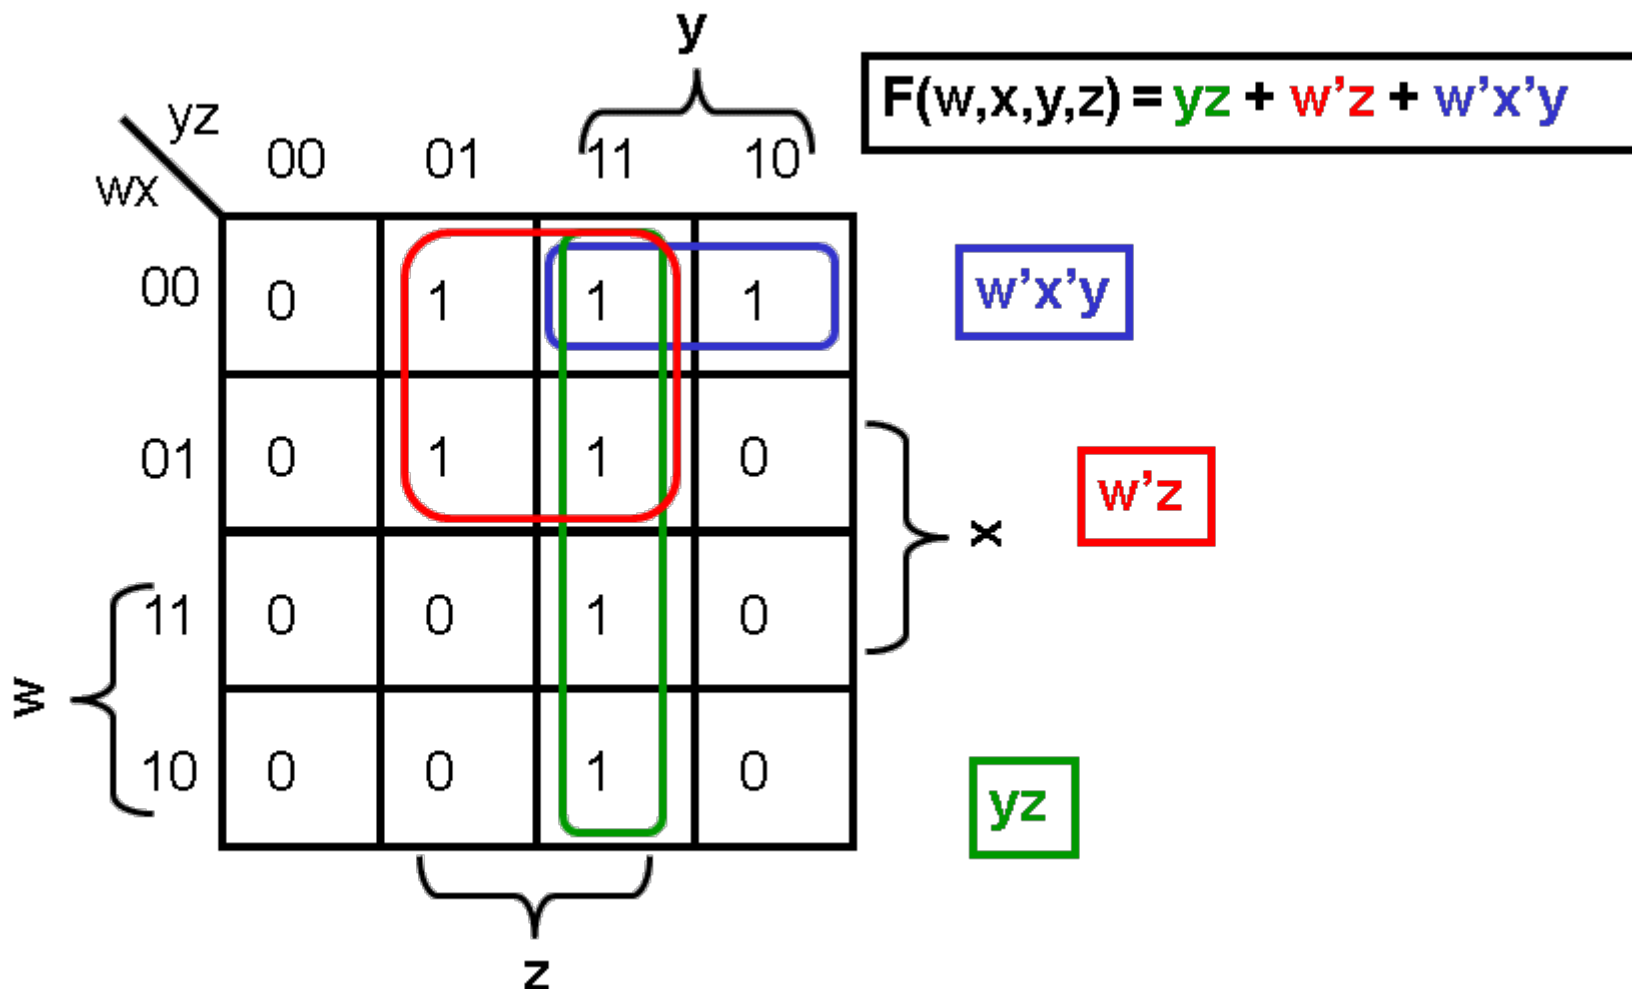 y
F(w,x,y,z) = yz + w’z + w’x’y
yz
wx
00 01 11 10
00 0 1 1 1
w’x’y
01 0 1 1 0
w’z
x
11 0 0 1 0
w
10 0 0 1 0
yz
z